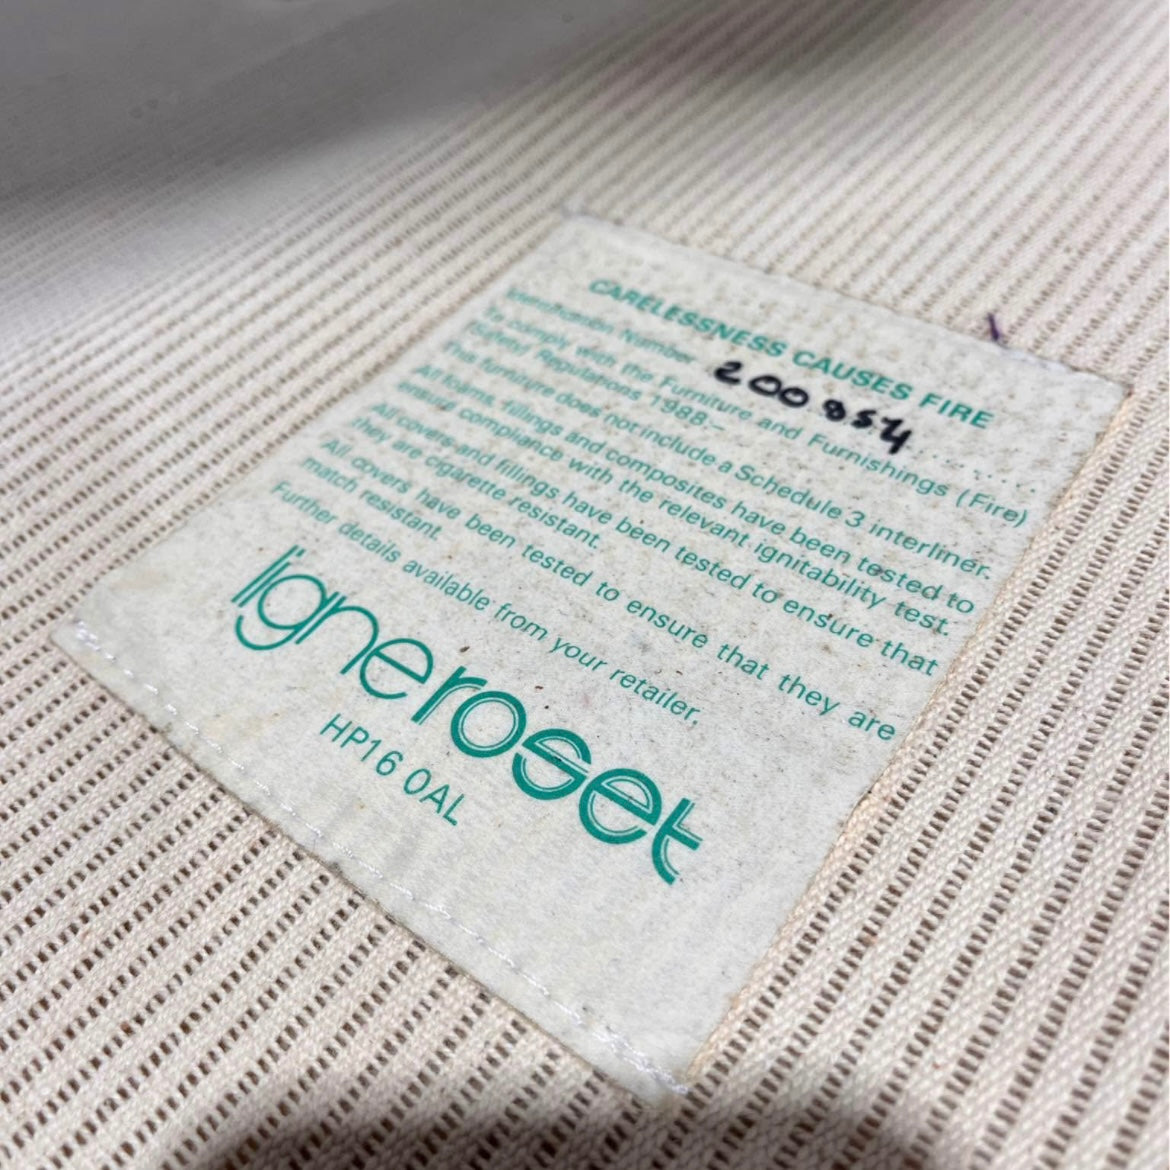 CARELESSNESS CAUSES FIRE
Identification Number 200854
To comply with the Furniture and Furnishings (Fire)
(Safety) Regulations 1988.–
This furniture does not include a Schedule 3 interliner.
All foams, fillings and composites have been tested to
ensure compliance with the relevant ignitability test.
All covers and fillings have been tested to ensure that
they are cigarette resistant.
All covers have been tested to ensure that they are
match resistant.
Further details available from your retailer.
ligne roset
HP16 0AL